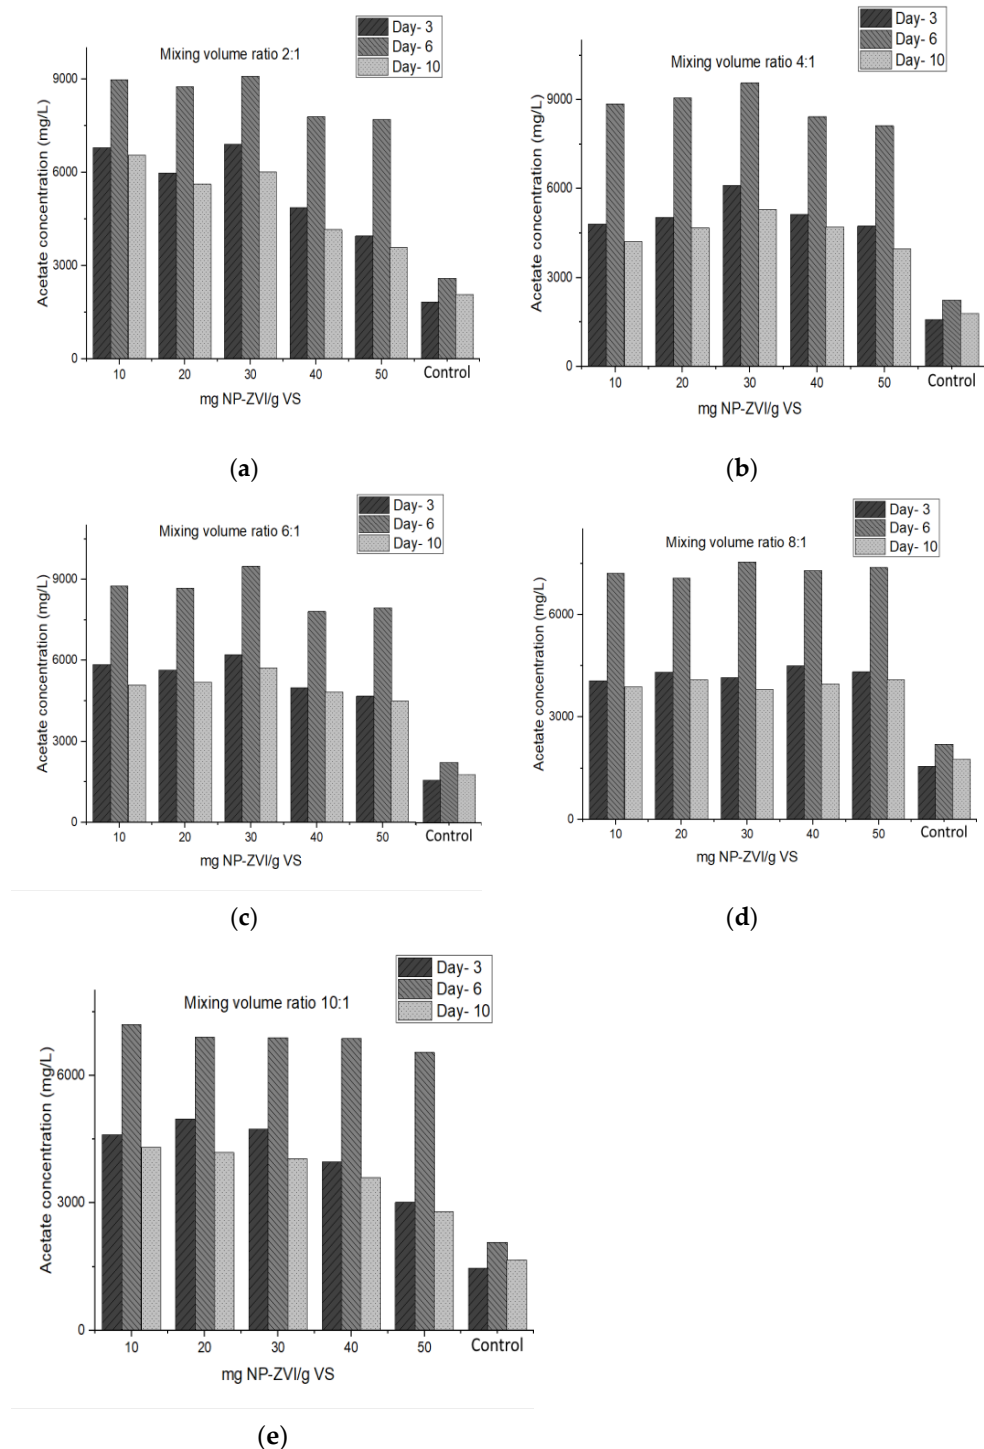 Day- 3
Day- 6
Day- 10
Mixing volume ratio 2:1
Acetate concentration (mg/L)
9000
6000
3000
0
10 20 30 40 50 Control
mg NP-ZVI/g VS
(a)
Day- 3
Day- 6
Day- 10
Mixing volume ratio 4:1
Acetate concentration (mg/L)
9000
6000
3000
0
10 20 30 40 50 Control
mg NP-ZVI/g VS
(b)
Day- 3
Day- 6
Day- 10
Mixing volume ratio 6:1
Acetate concentration (mg/L)
9000
6000
3000
0
10 20 30 40 50 Control
mg NP-ZVI/g VS
(c)
Day- 3
Day- 6
Day- 10
Mixing volume ratio 8:1
Acetate concentration (mg/L)
6000
3000
0
10 20 30 40 50 Control
mg NP-ZVI/g VS
(d)
Day- 3
Day- 6
Day- 10
Mixing volume ratio 10:1
Acetate concentration (mg/L)
6000
3000
0
10 20 30 40 50 Control
mg NP-ZVI/g VS
(e)